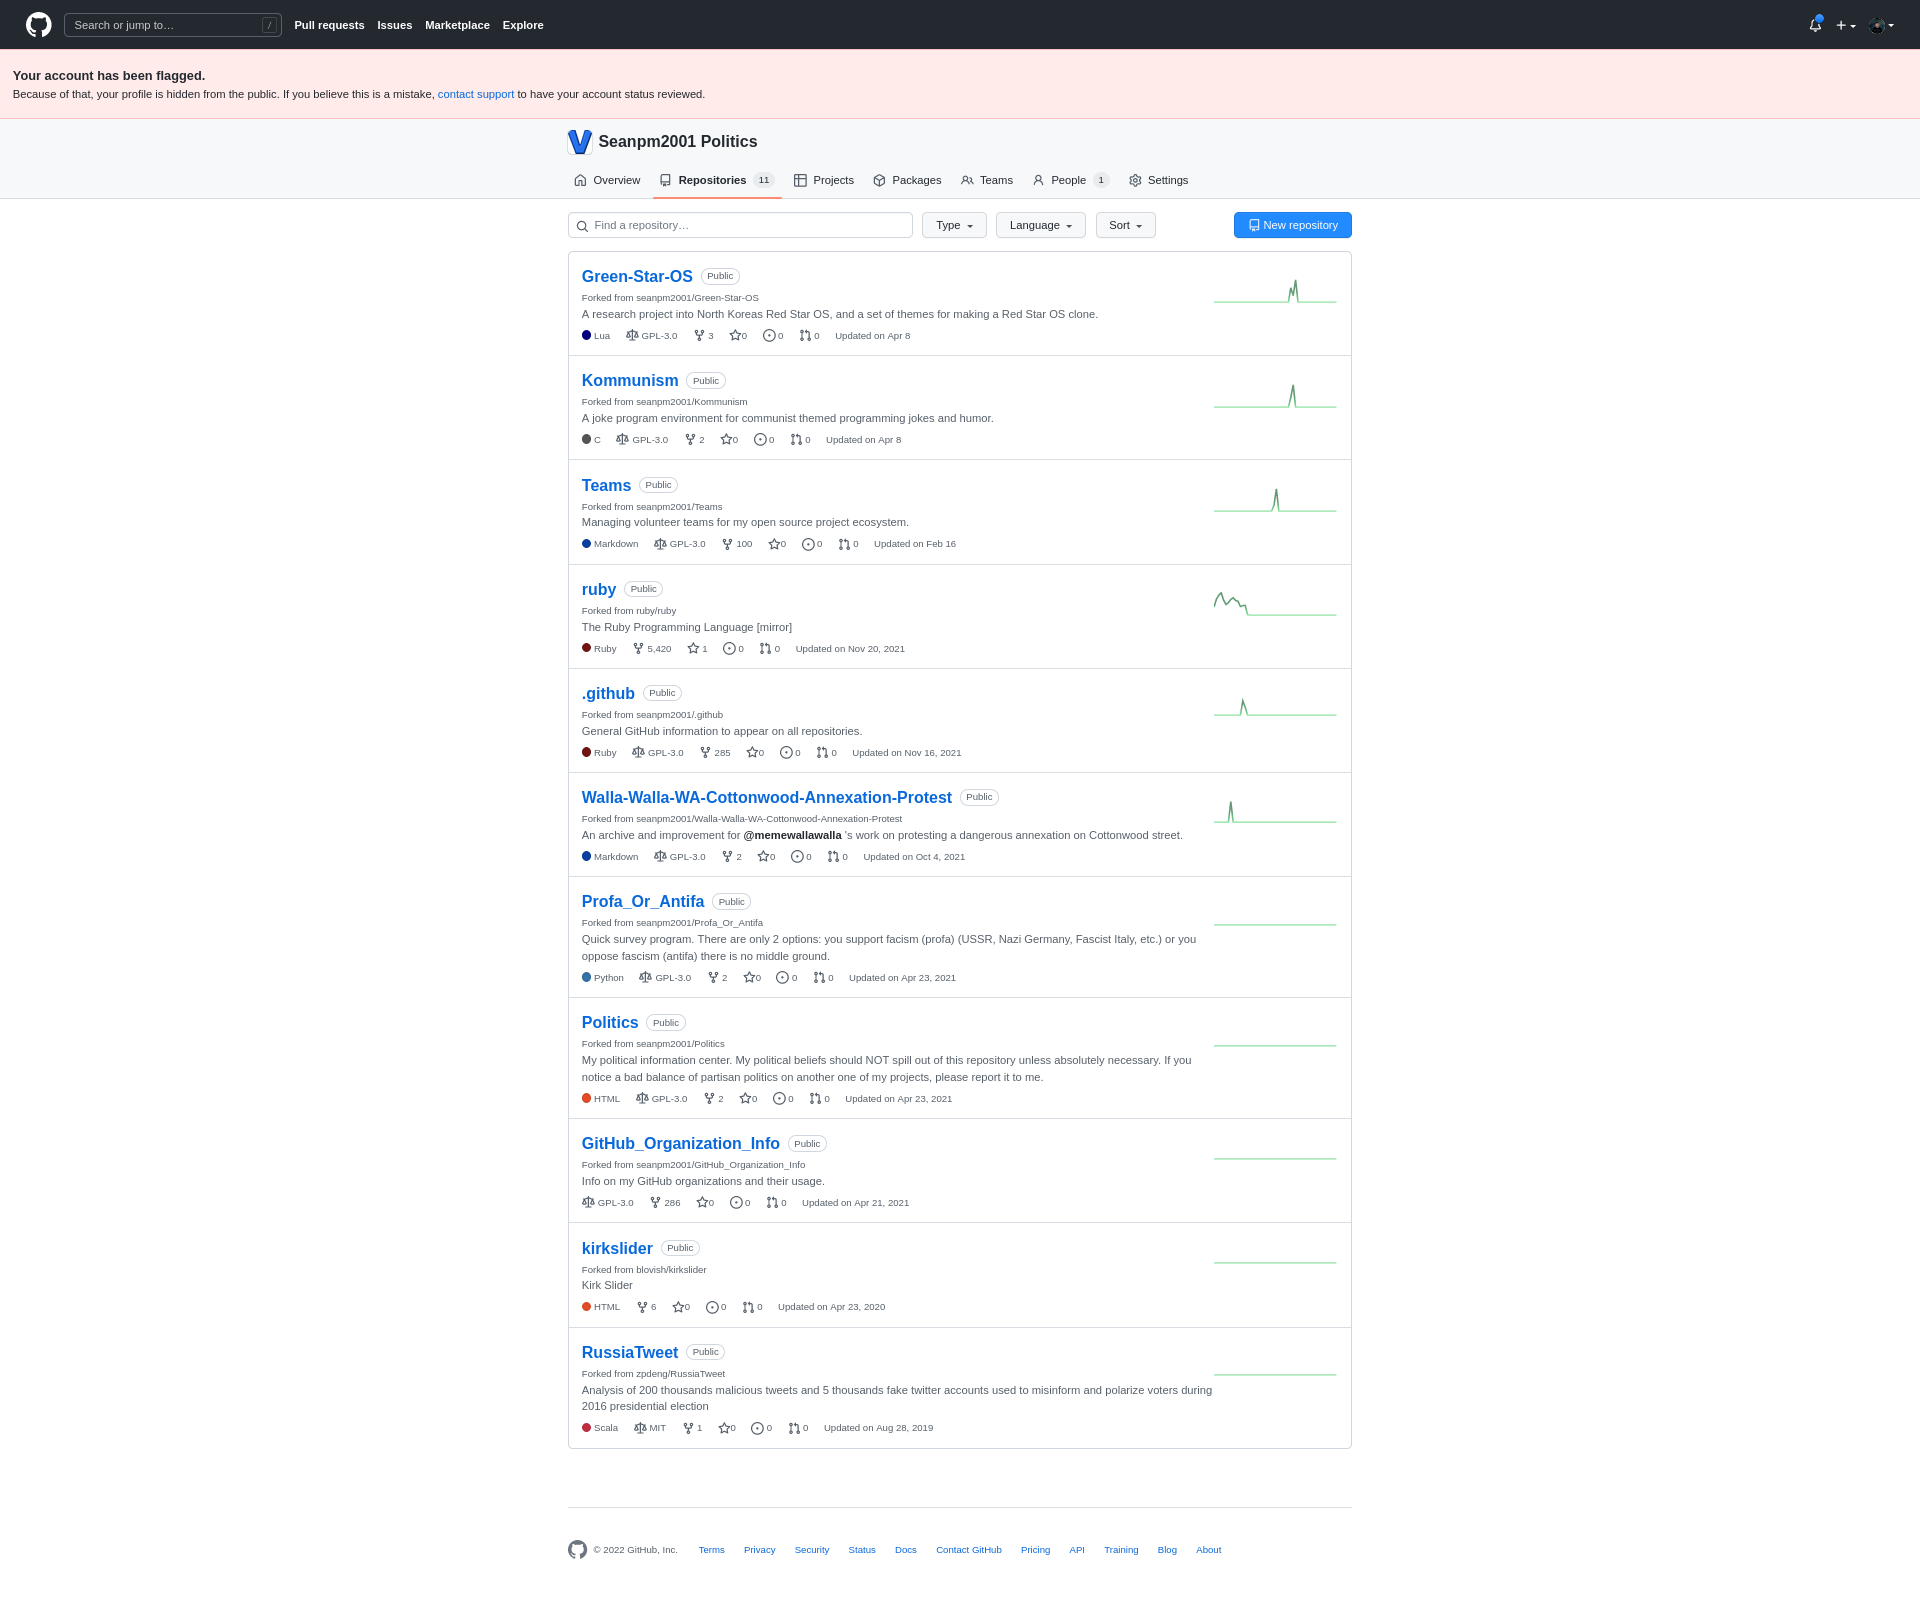 Search or jump to…
/
Pull requests Issues Marketplace Explore
Your account has been flagged.
Because of that, your profile is hidden from the public. If you believe this is a mistake, contact support to have your account status reviewed.
Seanpm2001 Politics
Overview Repositories 11 Projects Packages Teams People 1 Settings
Find a repository… Type Language Sort New repository
Green-Star-OS Public
Forked from seanpm2001/Green-Star-OS
A research project into North Koreas Red Star OS, and a set of themes for making a Red Star OS clone.
Lua GPL-3.0 3 0 0 0 Updated on Apr 8
Kommunism Public
Forked from seanpm2001/Kommunism
A joke program environment for communist themed programming jokes and humor.
C GPL-3.0 2 0 0 0 Updated on Apr 8
Teams Public
Forked from seanpm2001/Teams
Managing volunteer teams for my open source project ecosystem.
Markdown GPL-3.0 100 0 0 0 Updated on Feb 16
ruby Public
Forked from ruby/ruby
The Ruby Programming Language [mirror]
Ruby 5,420 1 0 0 Updated on Nov 20, 2021
.github Public
Forked from seanpm2001/.github
General GitHub information to appear on all repositories.
Ruby GPL-3.0 285 0 0 0 Updated on Nov 16, 2021
Walla-Walla-WA-Cottonwood-Annexation-Protest Public
Forked from seanpm2001/Walla-Walla-WA-Cottonwood-Annexation-Protest
An archive and improvement for @memewallawalla 's work on protesting a dangerous annexation on Cottonwood street.
Markdown GPL-3.0 2 0 0 0 Updated on Oct 4, 2021
Profa_Or_Antifa Public
Forked from seanpm2001/Profa_Or_Antifa
Quick survey program. There are only 2 options: you support facism (profa) (USSR, Nazi Germany, Fascist Italy, etc.) or you
oppose fascism (antifa) there is no middle ground.
Python GPL-3.0 2 0 0 0 Updated on Apr 23, 2021
Politics Public
Forked from seanpm2001/Politics
My political information center. My political beliefs should NOT spill out of this repository unless absolutely necessary. If you
notice a bad balance of partisan politics on another one of my projects, please report it to me.
HTML GPL-3.0 2 0 0 0 Updated on Apr 23, 2021
GitHub_Organization_Info Public
Forked from seanpm2001/GitHub_Organization_Info
Info on my GitHub organizations and their usage.
GPL-3.0 286 0 0 0 Updated on Apr 21, 2021
kirkslider Public
Forked from blovish/kirkslider
Kirk Slider
HTML 6 0 0 0 Updated on Apr 23, 2020
RussiaTweet Public
Forked from zpdeng/RussiaTweet
Analysis of 200 thousands malicious tweets and 5 thousands fake twitter accounts used to misinform and polarize voters during
2016 presidential election
Scala MIT 1 0 0 0 Updated on Aug 28, 2019
© 2022 GitHub, Inc. Terms Privacy Security Status Docs Contact GitHub Pricing API Training Blog About